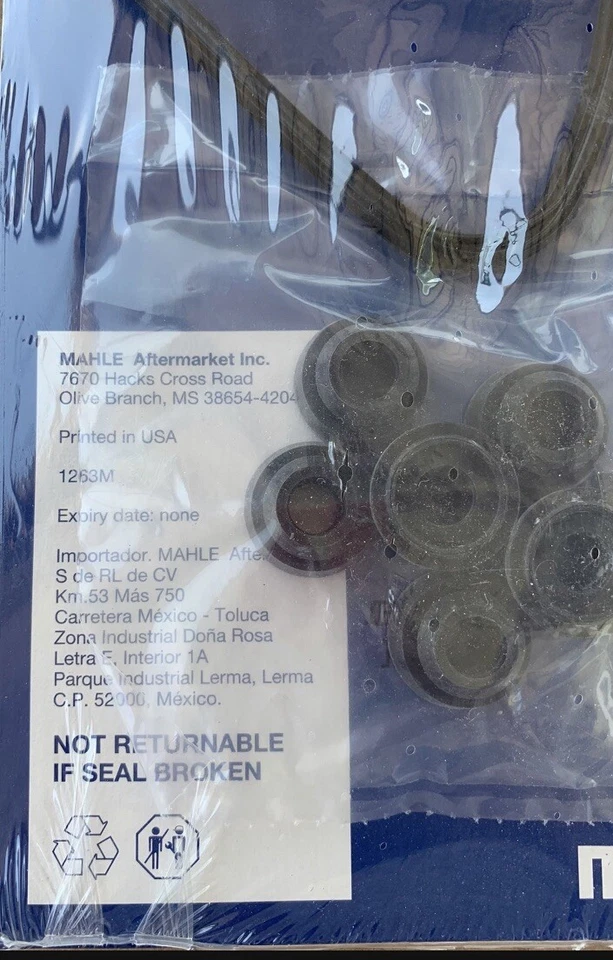 MAHLE Aftermarket Inc.
7670 Hacks Cross Road
Olive Branch, MS 38654-4204
Printed in USA
1263M
Expiry date: none
Importador. MAHLE Afte
S de RL de CV
Km.53 Más 750
Carretera México - Toluca
Zona Industrial Doña Rosa
Letra E, Interior 1A
Parque Industrial Lerma, Lerma
C.P. 52000, México.
NOT RETURNABLE
IF SEAL BROKEN